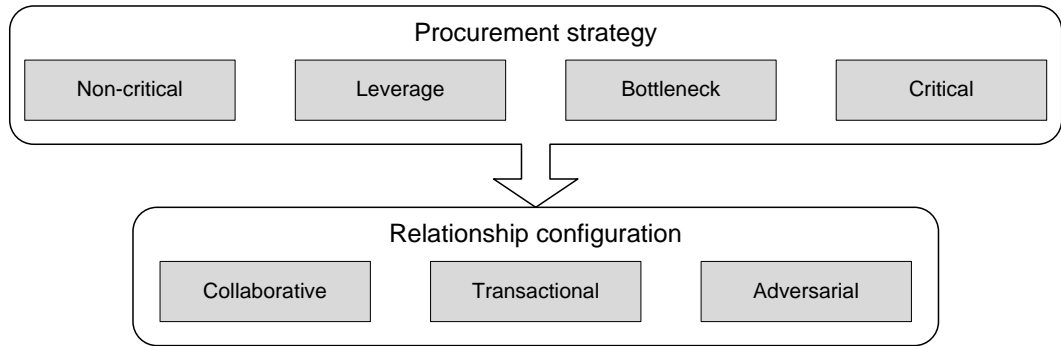 Procurement strategy
Non-critical
Leverage
Bottleneck
Critical
Relationship configuration
Collaborative
Transactional
Adversarial